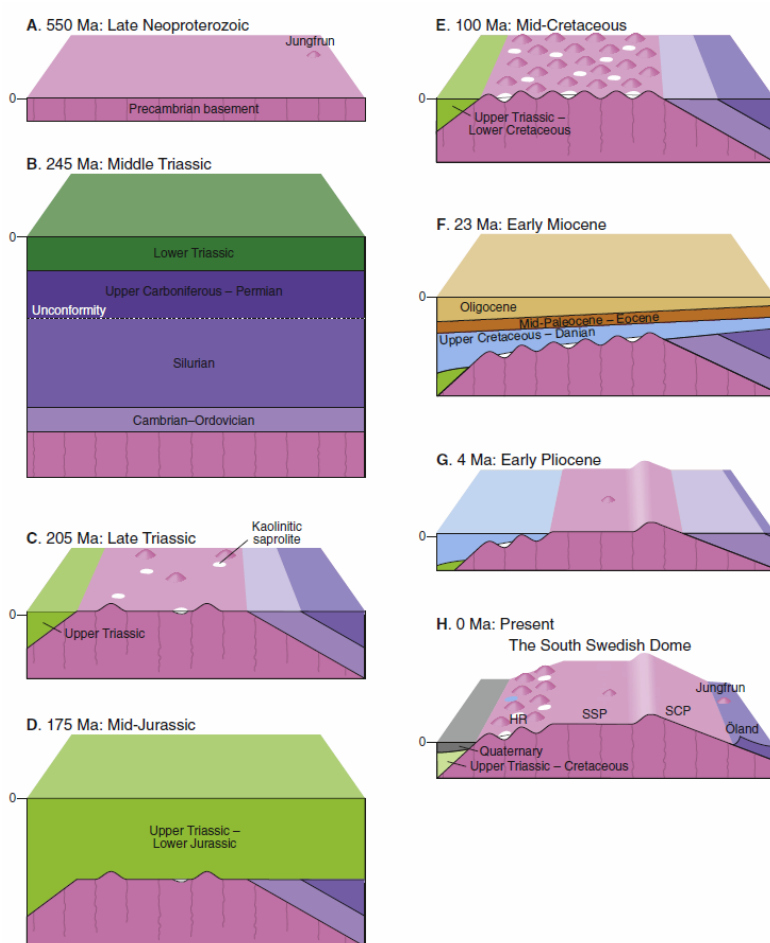 A. 550 Ma: Late Neoproterozoic
Jungfrun
0
Precambrian basement
B. 245 Ma: Middle Triassic
0
Lower Triassic
Upper Carboniferous – Permian
Unconformity
Silurian
Cambrian–Ordovician
C. 205 Ma: Late Triassic
Kaolinitic
saprolite
0
Upper Triassic
D. 175 Ma: Mid-Jurassic
0
Upper Triassic –
Lower Jurassic
E. 100 Ma: Mid-Cretaceous
0
Upper Triassic –
Lower Cretaceous
F. 23 Ma: Early Miocene
0
Oligocene
Mid-Paleocene – Eocene
Upper Cretaceous – Danian
G. 4 Ma: Early Pliocene
0
H. 0 Ma: Present
The South Swedish Dome
Jungfrun
HR
SSP
SCP
Öland
0
Quaternary
Upper Triassic – Cretaceous